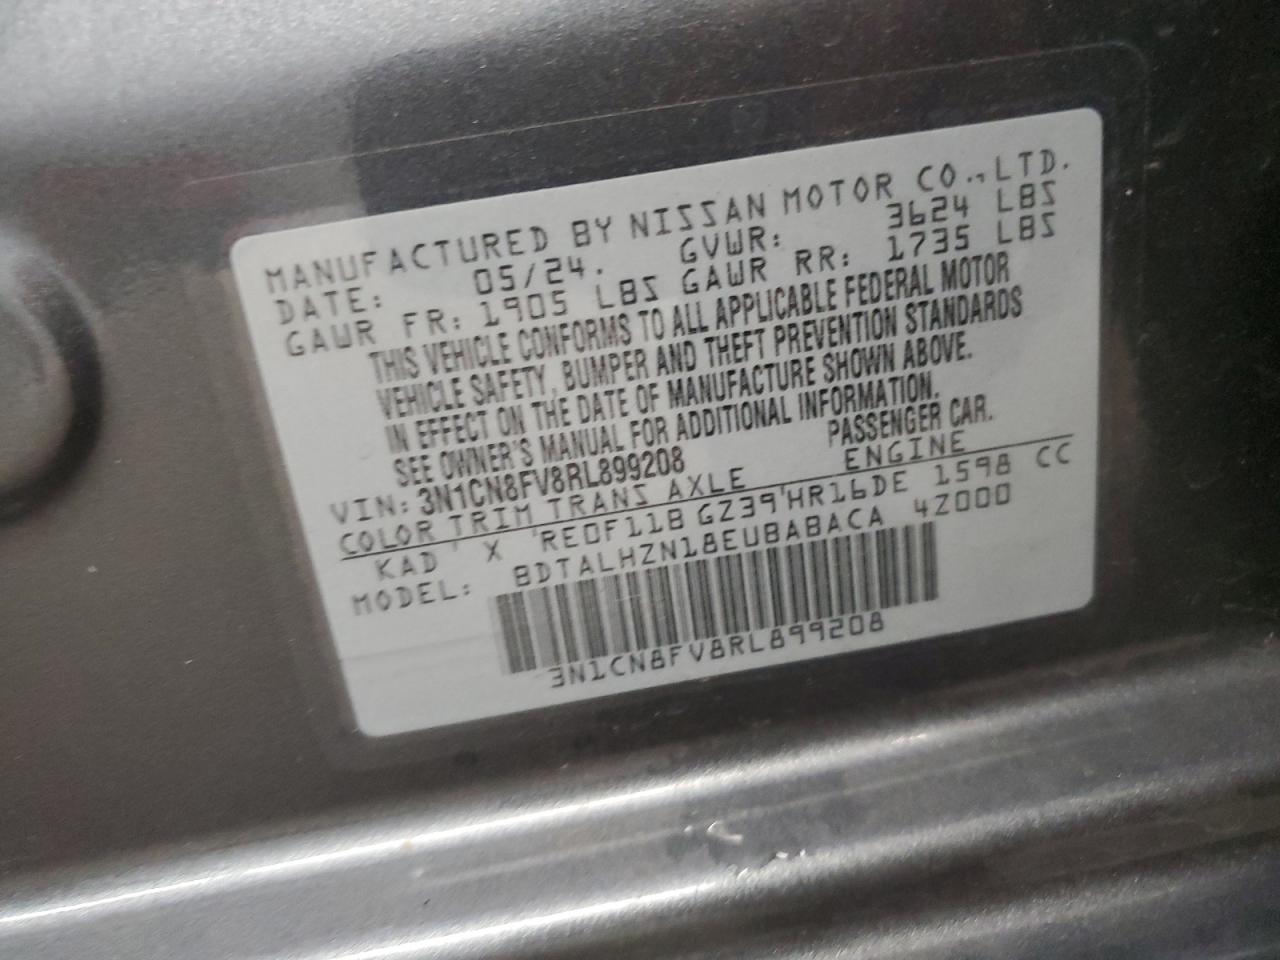 MANUFACTURED BY NISSAN MOTOR CO., LTD.
DATE: 05/24. GVWR: 3624 LBS
GAWR FR: 1905 LBS GAWR RR: 1735 LBS
THIS VEHICLE CONFORMS TO ALL APPLICABLE FEDERAL MOTOR
VEHICLE SAFETY, BUMPER AND THEFT PREVENTION STANDARDS
IN EFFECT ON THE DATE OF MANUFACTURE SHOWN ABOVE.
SEE OWNER'S MANUAL FOR ADDITIONAL INFORMATION.
VIN: 3N1CN8FV8RL899208 PASSENGER CAR.
COLOR TRIM TRANS AXLE ENGINE
KAD X RE0F11B GZ39 HR16DE 1598 CC
MODEL: BDTALHZN18EUBABACA 4Z000
3N1CN8FV8RL899208